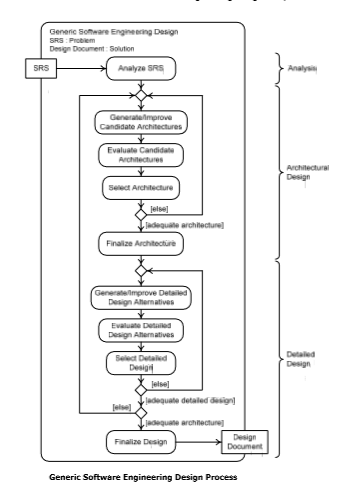 Generic Software Engineering Design
SRS : Problem
Design Document : Solution
SRS
Analyze SRS
Analysis
Generate/Improve
Candidate Architectures
Evaluate Candidate
Architectures
Select Architecture
Architectural
Design
[else]
[adequate architecture]
Finalize Architecture
Generate/Improve Detailed
Design Alternatives
Evaluate Detailed
Design Alternatives
Select Detailed
Design
Detailed
Design
[else]
[adequate detailed design]
[else]
[adequate architecture]
Finalize Design
Design
Document
Generic Software Engineering Design Process